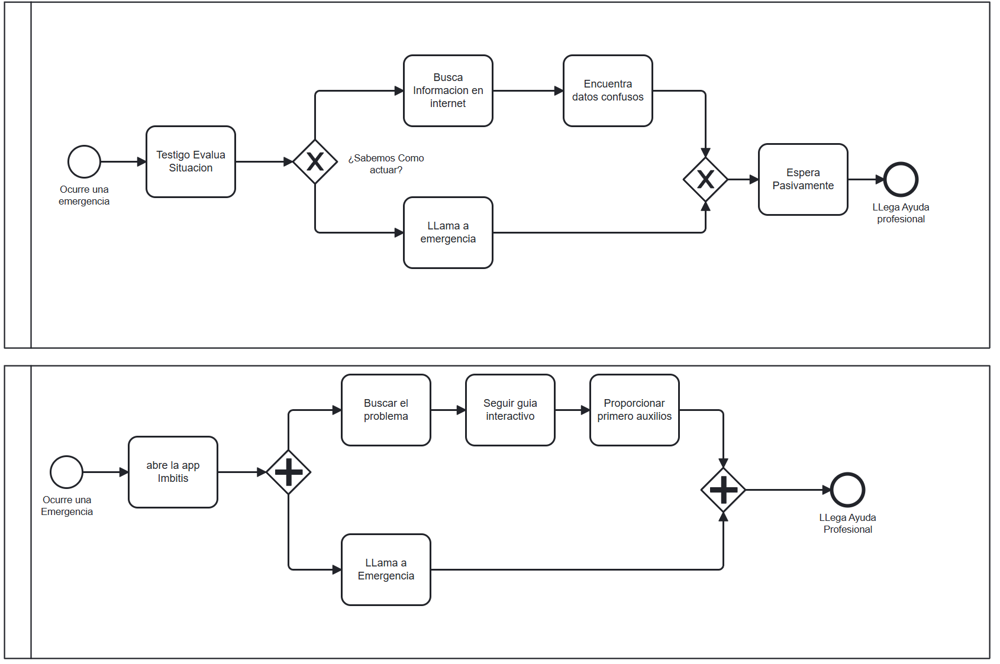 Busca
Informacion en
internet
Encuentra
datos confusos
Testigo Evalua
Situacion
¿Sabemos Como
actuar?
Ocurre una
emergencia
Espera
Pasivamente
LLega Ayuda
profesional
LLama a
emergencia
Buscar el
problema
Seguir guia
interactivo
Proporcionar
primero auxilios
abre la app
Imbitis
Ocurre una
Emergencia
LLega Ayuda
Profesional
LLama a
Emergencia